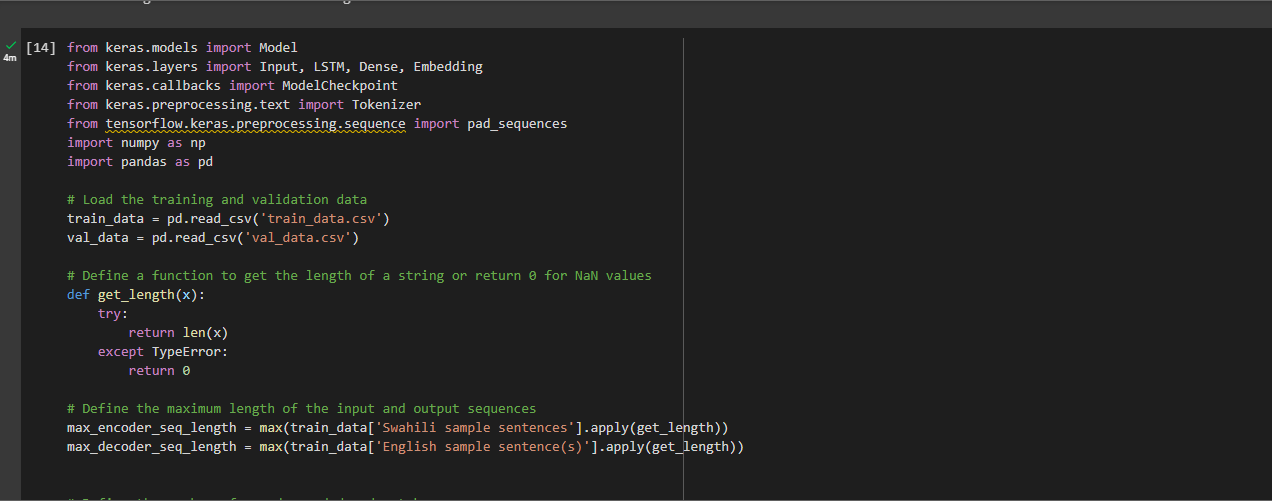 [14] from keras.models import Model
4m
from keras.layers import Input, LSTM, Dense, Embedding
from keras.callbacks import ModelCheckpoint
from keras.preprocessing.text import Tokenizer
from tensorflow.keras.preprocessing.sequence import pad_sequences
import numpy as np
import pandas as pd
# Load the training and validation data
train_data = pd.read_csv('train_data.csv')
val_data = pd.read_csv('val_data.csv')
# Define a function to get the length of a string or return 0 for NaN values
def get_length(x):
    try:
        return len(x)
    except TypeError:
        return 0
# Define the maximum length of the input and output sequences
max_encoder_seq_length = max(train_data['Swahili sample sentences'].apply(get_length))
max_decoder_seq_length = max(train_data['English sample sentence(s)'].apply(get_length))